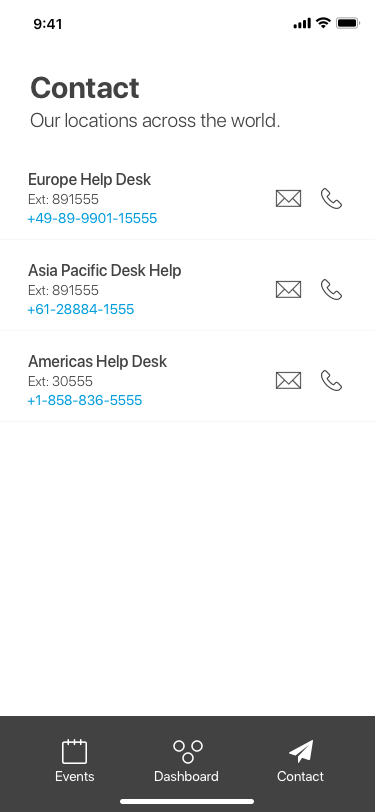 9:41
Contact
Our locations across the world.
Europe Help Desk
Ext: 891555
+49-89-9901-15555
Asia Pacific Desk Help
Ext: 891555
+61-28884-1555
Americas Help Desk
Ext: 30555
+1-858-836-5555
Events
Dashboard
Contact